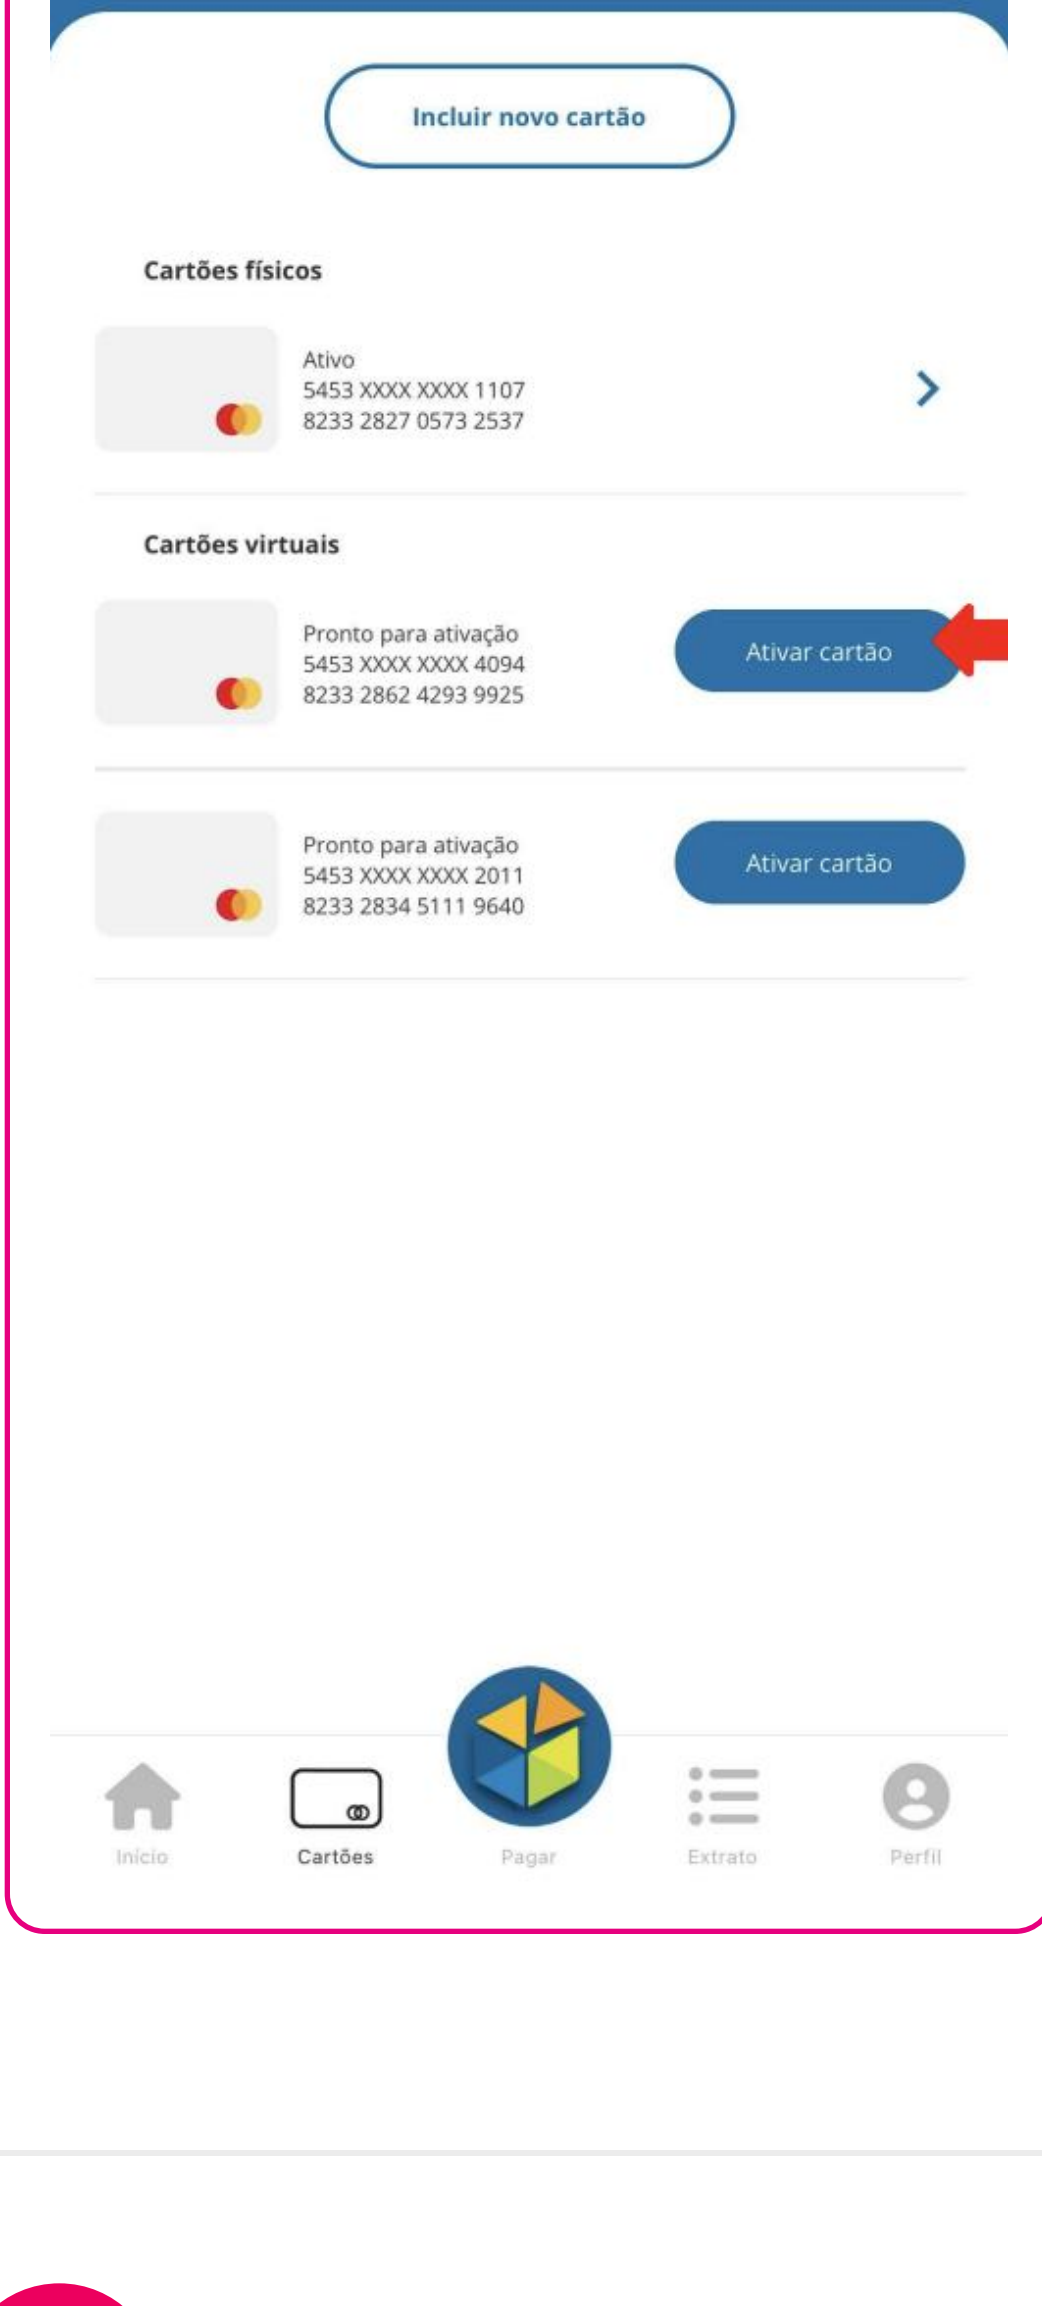 Incluir novo cartão
Cartões físicos
Ativo
5453 XXXX XXXX 1107
8233 2827 0573 2537
Cartões virtuais
Pronto para ativação
5453 XXXX XXXX 4094
8233 2862 4293 9925
Ativar cartão
Pronto para ativação
5453 XXXX XXXX 2011
8233 2834 5111 9640
Ativar cartão
Início
Cartões
Pagar
Extrato
Perfil